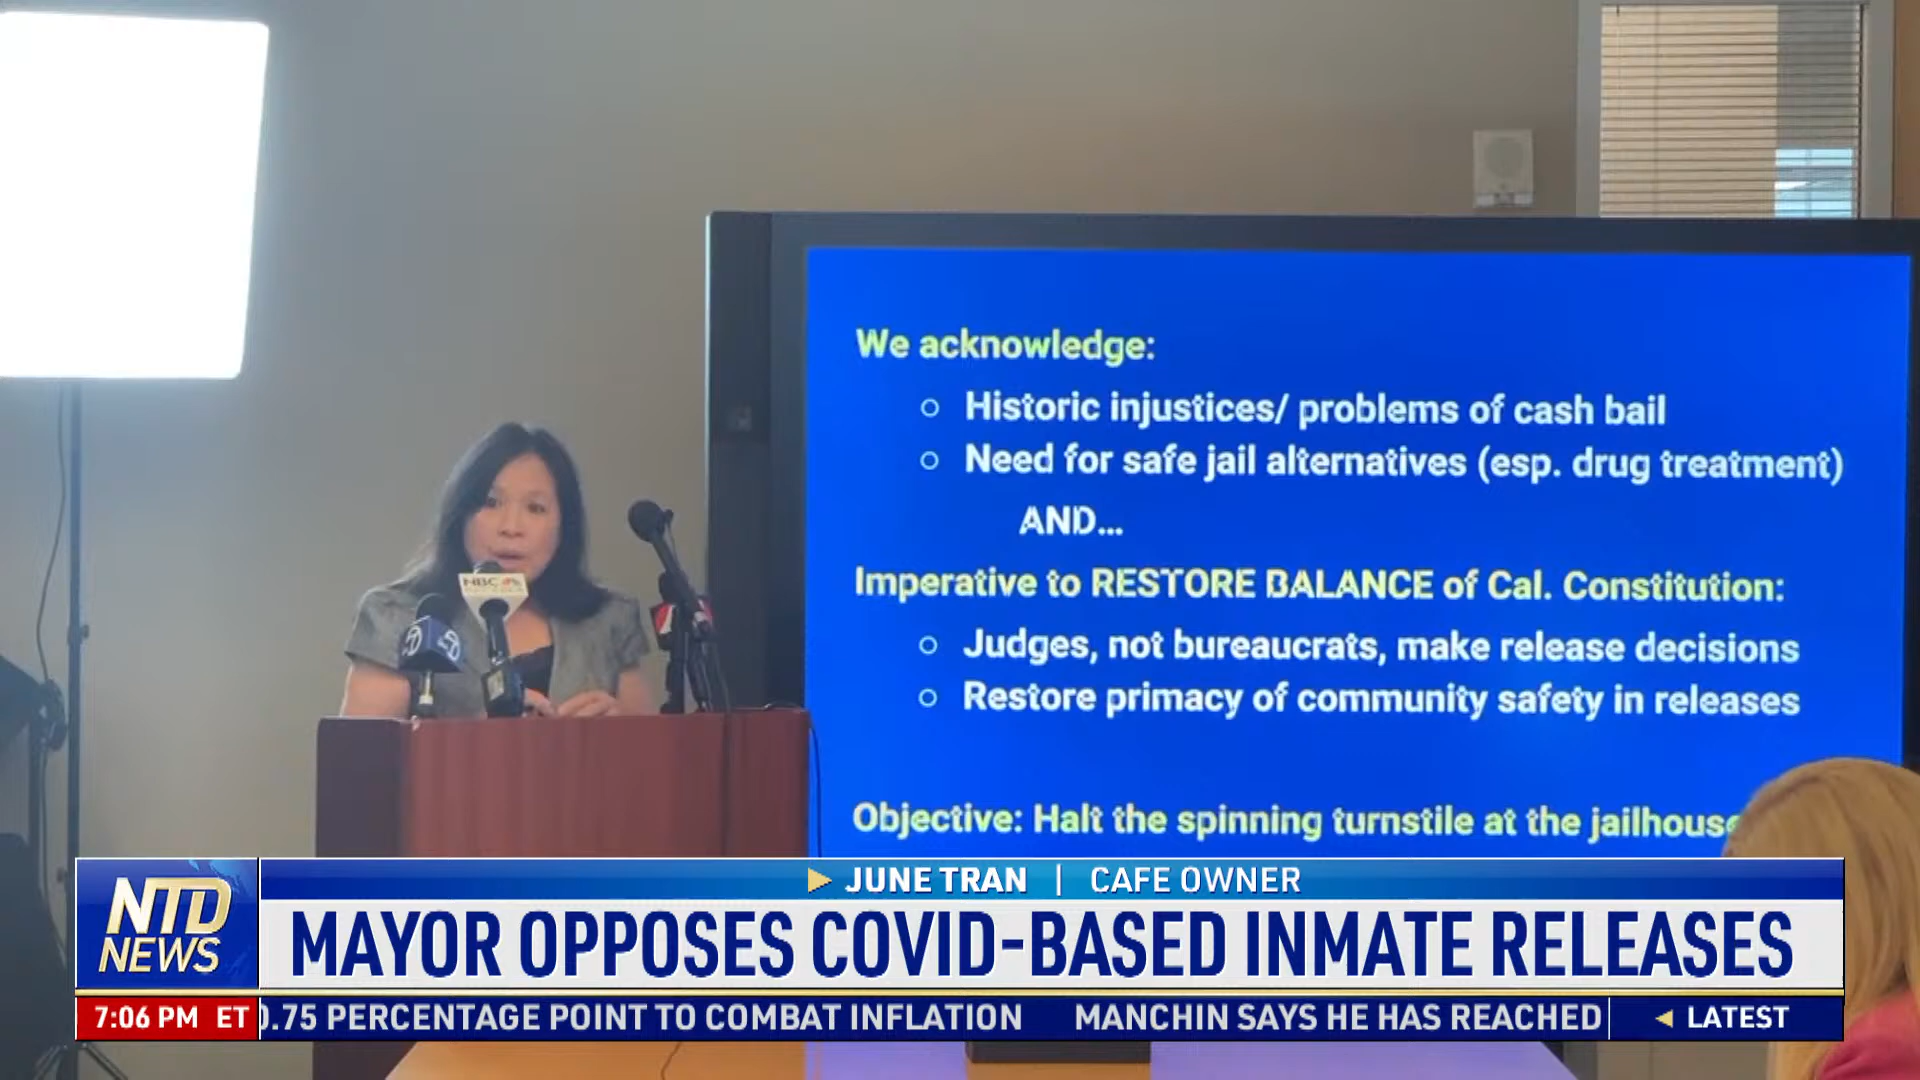 We acknowledge:
○ Historic injustices/ problems of cash bail
○ Need for safe jail alternatives (esp. drug treatment)
AND...
Imperative to RESTORE BALANCE of Cal. Constitution:
○ Judges, not bureaucrats, make release decisions
○ Restore primacy of community safety in releases
Objective: Halt the spinning turnstile at the jailhouse
NBC
7
JUNE TRAN | CAFE OWNER
NTD
NEWS
MAYOR OPPOSES COVID-BASED INMATE RELEASES
7:06 PM ET
0.75 PERCENTAGE POINT TO COMBAT INFLATION MANCHIN SAYS HE HAS REACHED
LATEST